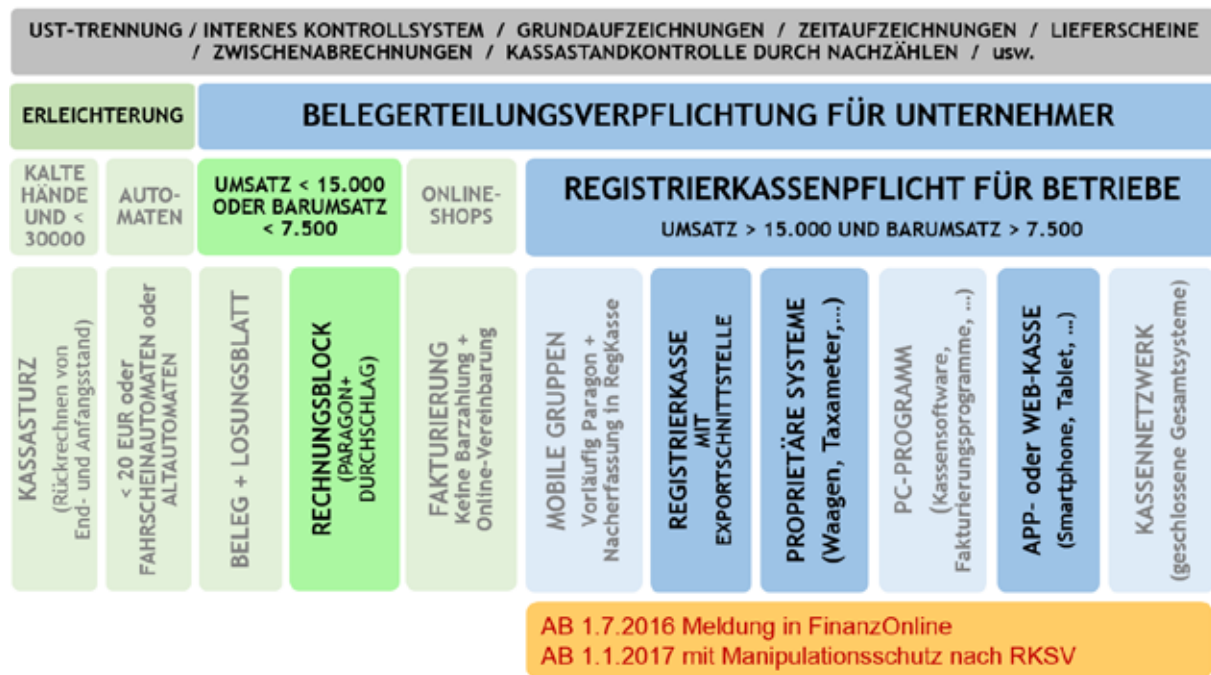 UST-TRENNUNG / INTERNES KONTROLLSYSTEM / GRUNDAUFZEICHNUNGEN / ZEITAUFZEICHNUNGEN / LIEFERSCHEINE
/ ZWISCHENABRECHNUNGEN / KASSASTANDKONTROLLE DURCH NACHZÄHLEN / usw.
ERLEICHTERUNG
BELEGERTEILUNGSVERPFLICHTUNG FÜR UNTERNEHMER
KALTE
HÄNDE
UND <
30000
AUTO-
MATEN
UMSATZ < 15.000
ODER BARUMSATZ
< 7.500
ONLINE-
SHOPS
REGISTRIERKASSENPFLICHT FÜR BETRIEBE
UMSATZ > 15.000 UND BARUMSATZ > 7.500
KASSASTURZ
(Rückrechnen von
End- und Anfangsstand)
< 20 EUR oder
FAHRSCHEINAUTOMATEN oder
ALTAUTOMATEN
BELEG + LOSUNGSBLATT
RECHNUNGSBLOCK
(PARAGON+
DURCHSCHLAG)
FAKTURIERUNG
Keine Barzahlung +
Online-Vereinbarung
MOBILE GRUPPEN
Vorläufig Paragon +
Nacherfassung in RegKasse
REGISTRIERKASSE
MIT
EXPORTSCHNITTSTELLE
PROPRIETÄRE SYSTEME
(Waagen, Taxameter,...)
PC-PROGRAMM
(Kassensoftware,
Fakturierungsprogramme, ...)
APP- oder WEB-KASSE
(Smartphone, Tablet, ...)
KASSENNETZWERK
(geschlossene Gesamtsysteme)
AB 1.7.2016 Meldung in FinanzOnline
AB 1.1.2017 mit Manipulationsschutz nach RKSV